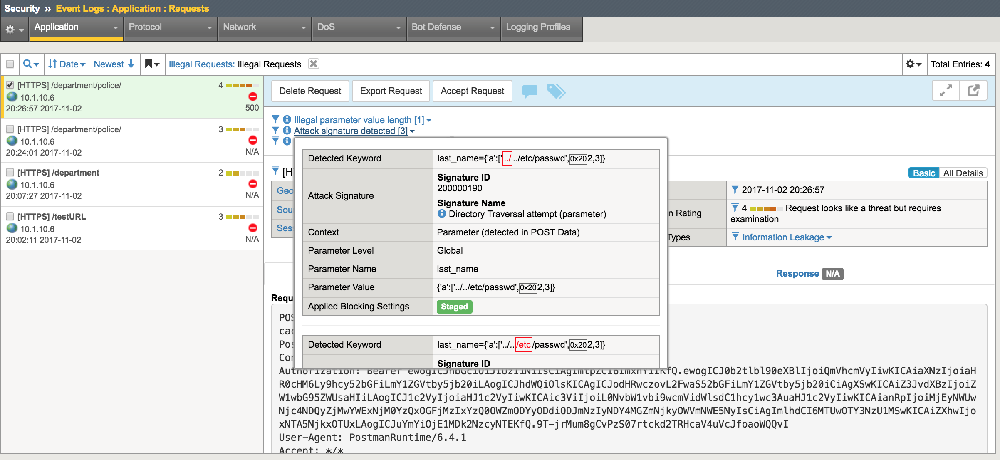 Security » Event Logs : Application : Requests
Application Protocol Network DoS Bot Defense Logging Profiles
Date Newest Illegal Requests: Illegal Requests Total Entries: 4
[HTTPS] /department/police/ 4
10.1.10.6
20:26:57 2017-11-02 500
[HTTPS] /department/police/ 3
10.1.10.6
20:24:01 2017-11-02 N/A
[HTTPS] /department 2
10.1.10.6
20:07:27 2017-11-02 N/A
[HTTPS] /testURL 3
10.1.10.6
20:02:11 2017-11-02 N/A
Delete Request Export Request Accept Request
Illegal parameter value length [1]
Attack signature detected [3]
Detected Keyword last_name={'a':['../../etc/passwd',0x202,3]}
Attack Signature
Signature ID
200000190
Signature Name
Directory Traversal attempt (parameter)
Context Parameter (detected in POST Data)
Parameter Level Global
Parameter Name last_name
Parameter Value {'a':['../../etc/passwd',0x202,3]}
Applied Blocking Settings Staged
Detected Keyword last_name={'a':['../../etc/passwd',0x202,3]}
Signature ID
[H
Basic All Details
Geo
Sou
Ses
2017-11-02 20:26:57
n Rating 4 Request looks like a threat but requires
examination
Types Information Leakage
Response N/A
Requ
POS
cac
Pos
Con
Authorization: Bearer
fQ.ewogICJ0b2tlbl90eXBlIjoiQmVhcmVyIiwKICAiaXNzIjoiaH
R0cHM6Ly9hcy52bGFiLmY1ZGVtby5jb20iLAogICJhdWQiOlsKICAgICJodHRwczovL2FwaS52bGFiLmY1ZGVtby5jb20iCiAgXSwKICAiZ3JvdXBzIjoiZ
W1wbG95ZWUsaHIiLAogICJ1c2VyIjoiaHJ1c2VyIiwKICAic3ViIjoiL0NvbW1vbi9wcmVidWlsdC1hcy1wc3AuaHJ1c2VyIiwKICAianRpIjoiMjEyNWUw
Njc4NDQyZjMwYWExNjM0YzQxOGFjMzIxYzQ0OWZmODYyODdiODJmNzIyNDY4MGZmNjkyOWVmNWE5NyIsCiAgImlhdCI6MTUwOTY3NzU1MSwKICAiZXhwIjo
xNTA5NjkxOTUxLAogICJuYmYiOjE1MDk2NzcyNTEKfQ.9T-jrMum8gCvPzS07rtckd2TRHcaV4uVcJfoaoWQQvI
User-Agent: PostmanRuntime/6.4.1
Accept: */*